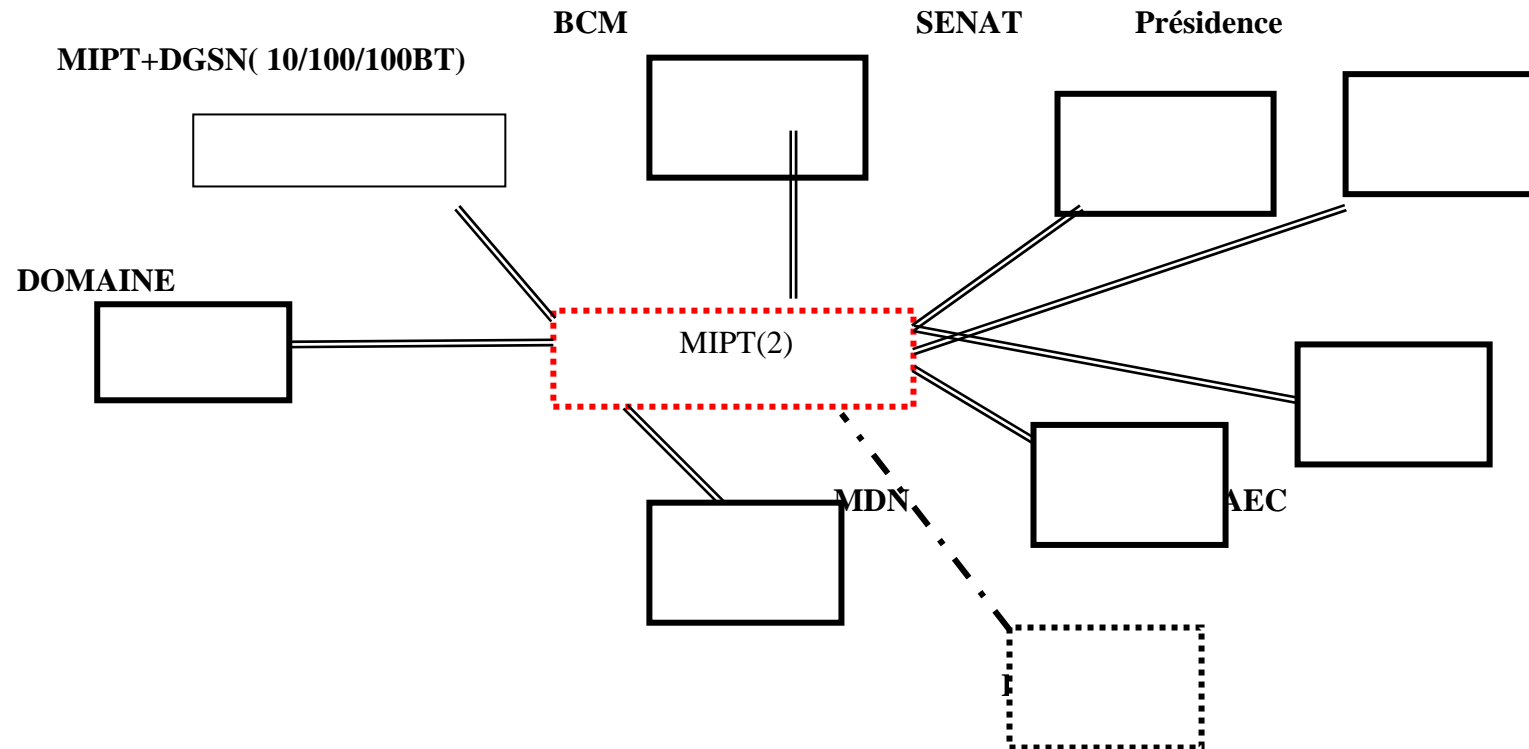 BCM SENAT Présidence
MIPT+DGSN( 10/100/100BT)
DOMAINE
MIPT(2)
MDN AEC